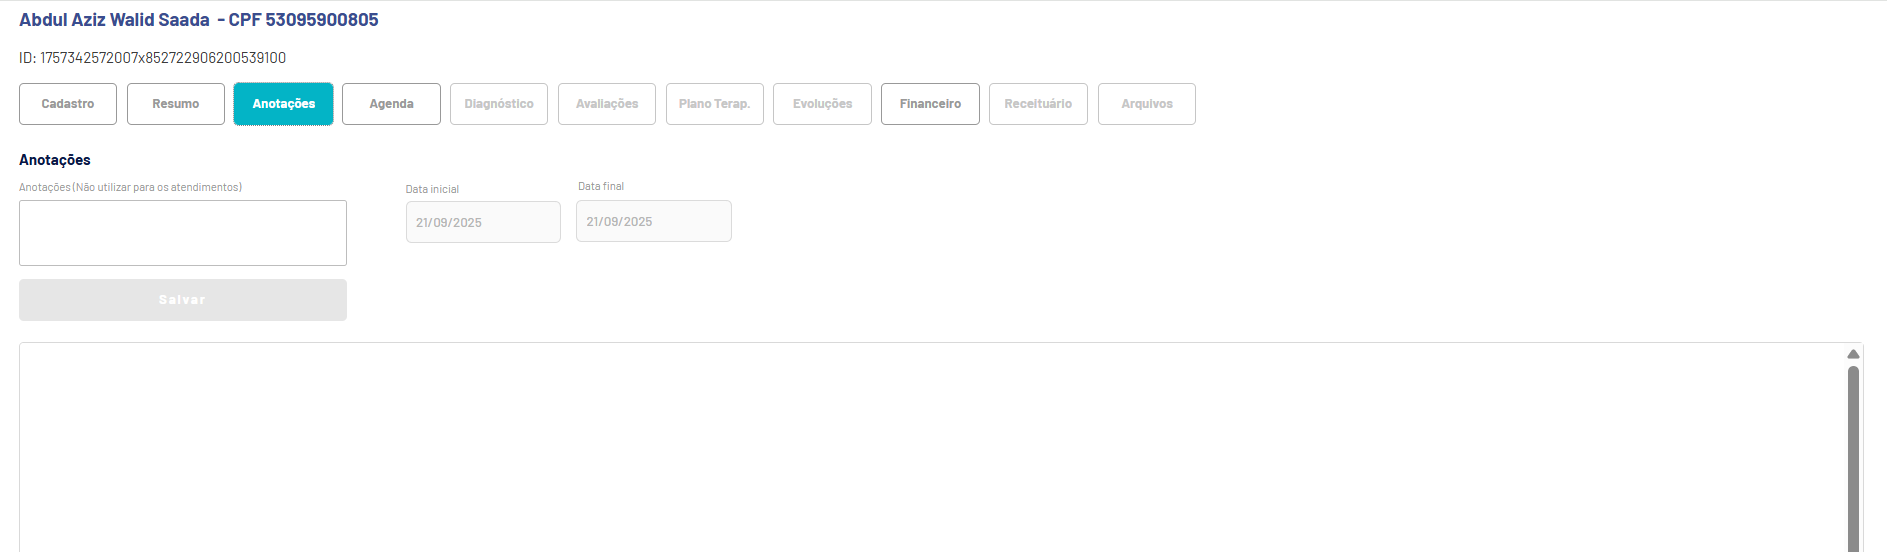 Abdul Aziz Walid Saada - CPF 53095900805
ID: 1757342572007x852722906200539100
Cadastro Resumo Anotações Agenda Diagnóstico Avaliações Plano Terap. Evoluções Financeiro Receituário Arquivos
Anotações
Anotações (Não utilizar para os atendimentos) Data inicial Data final
21/09/2025 21/09/2025
Salvar